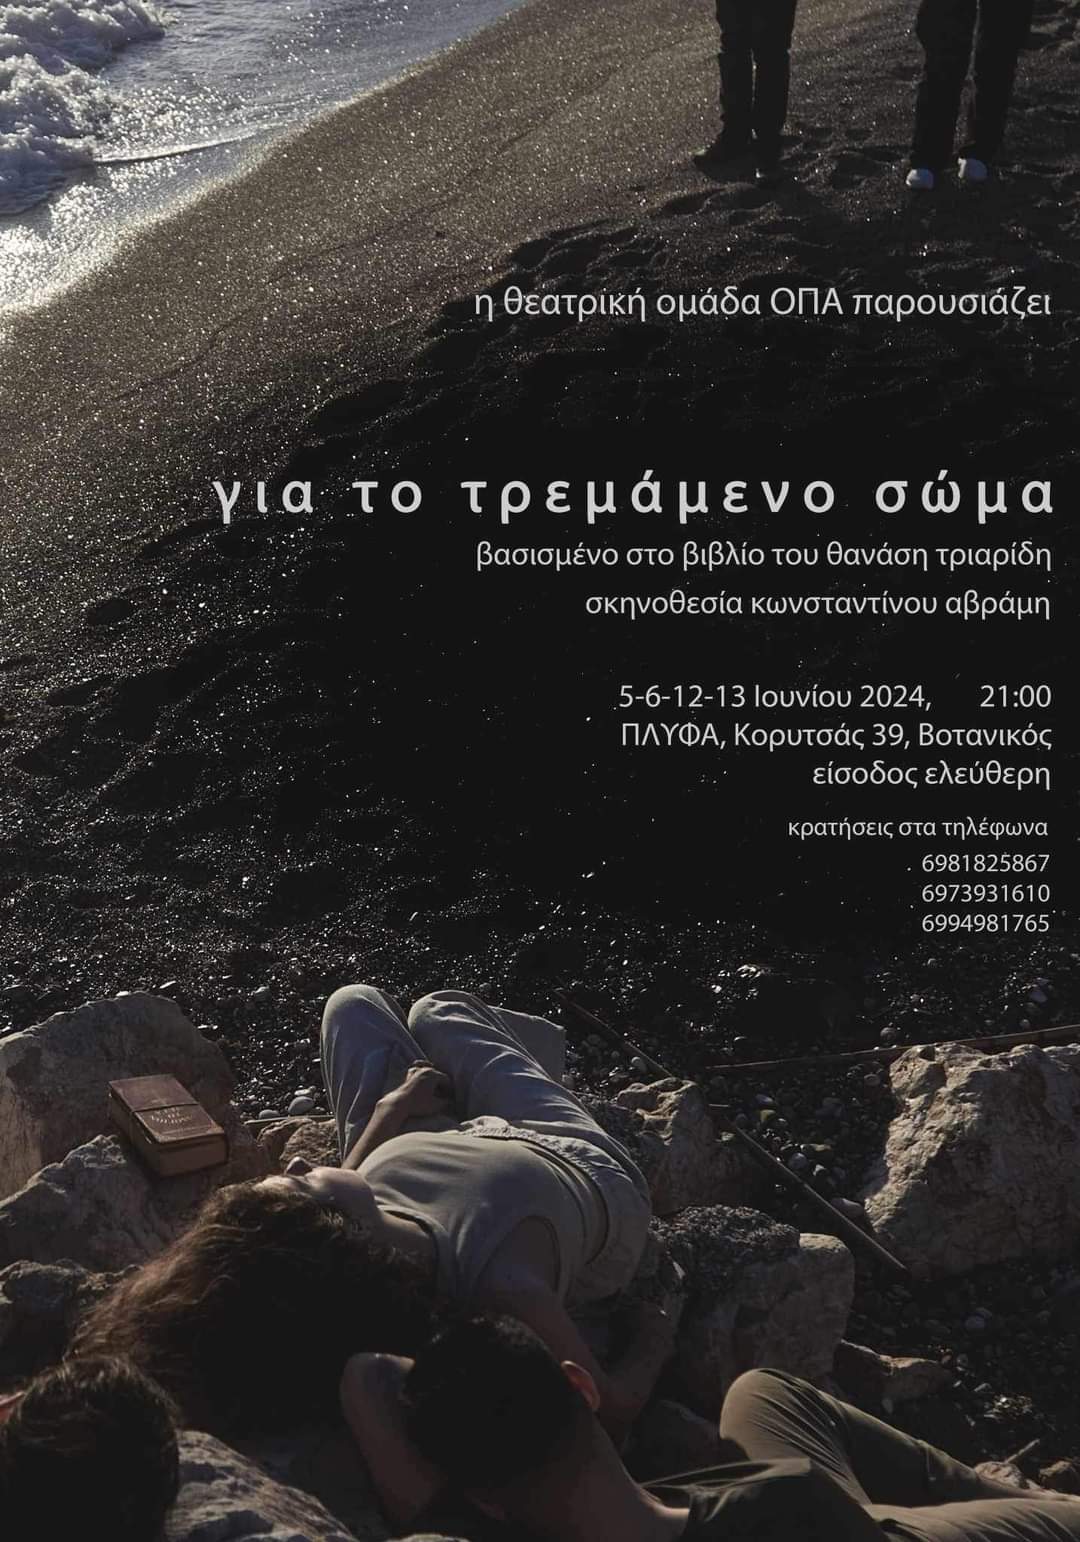 η θεατρική ομάδα ΟΠΑ παρουσιάζει
για το τρεμάμενο σώμα
βασισμένο στο βιβλίο του θανάση τριαρίδη
σκηνοθεσία κωνσταντίνου αβράμη
5-6-12-13 Ιουνίου 2024, 21:00
ΠΛΥΦΑ, Κορυτσάς 39, Βοτανικός
είσοδος ελεύθερη
κρατήσεις στα τηλέφωνα
6981825867
6973931610
6994981765